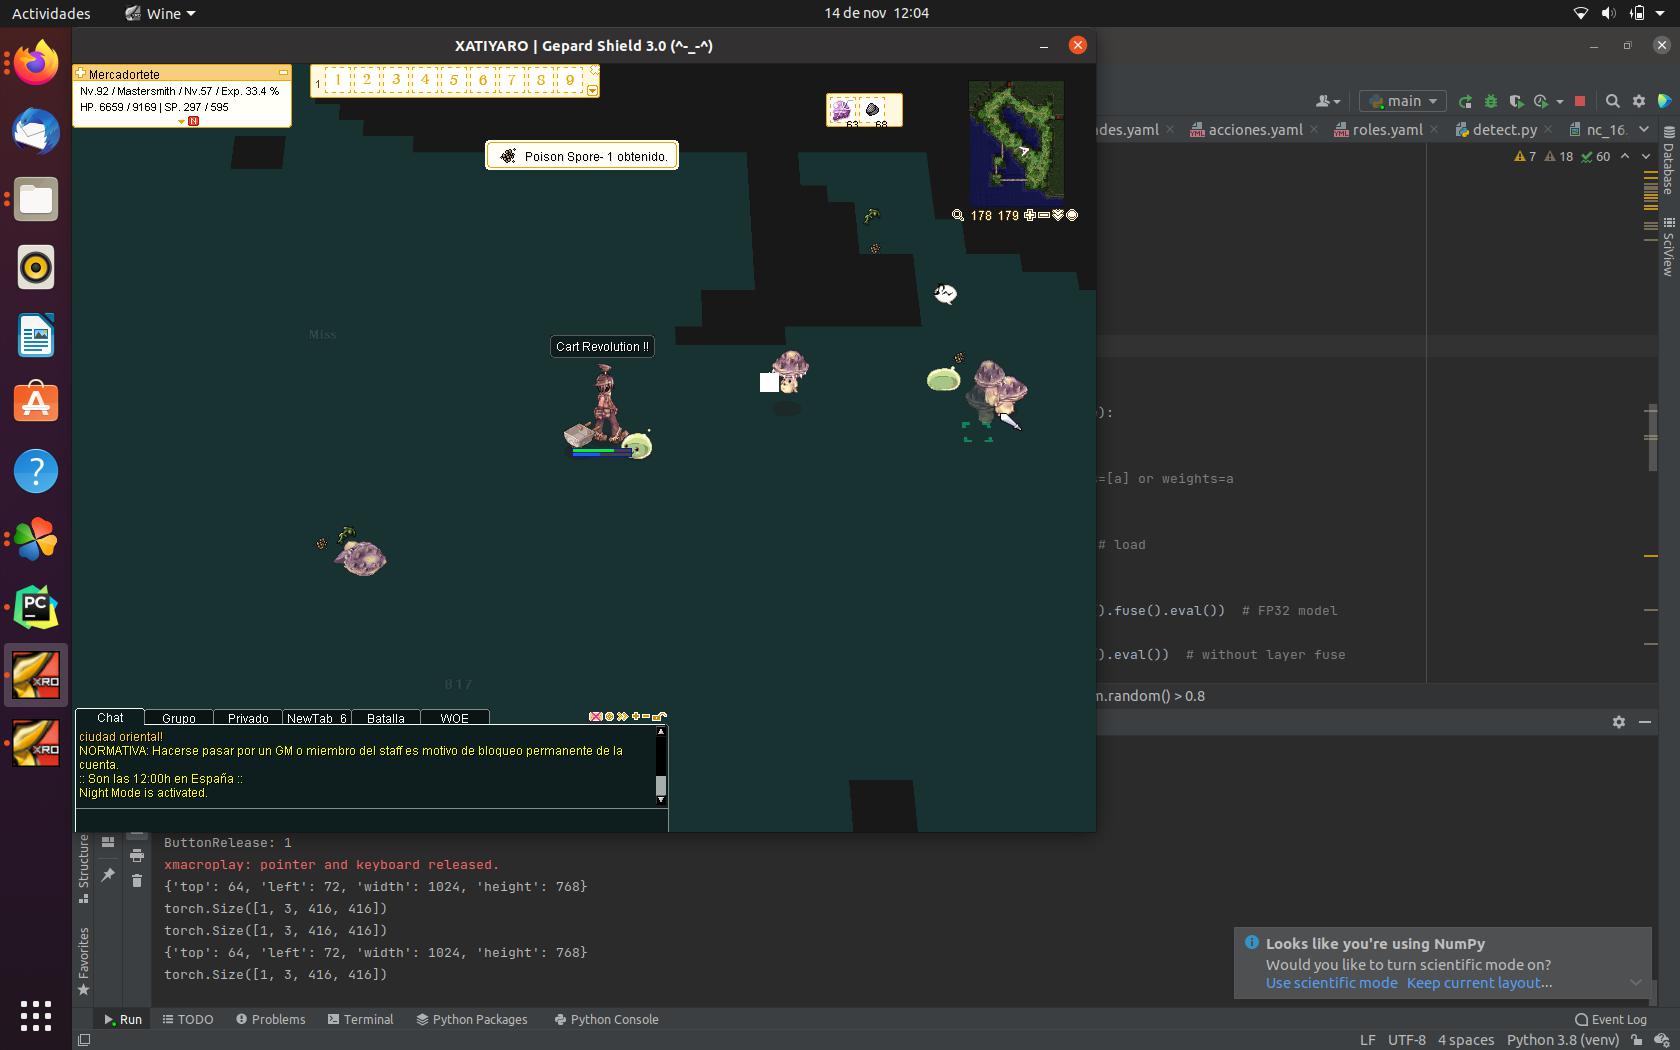 Actividades
Wine
14 de nov 12:04
XATIYARO | Gepard Shield 3.0 (^-_-^)
Mercadortete
Nv.92 / Mastersmith / Nv.57 / Exp. 33.4 %
HP. 6659 / 9169 | SP. 297 / 595
N
1
1 2 3 4 5 6 7 8 9
63 68
Poison Spore- 1 obtenido.
178 179
Miss
Cart Revolution !!
817
Chat
Grupo
Privado
NewTab_6
Batalla
WOE
ciudad oriental!
NORMATIVA: Hacerse pasar por un GM o miembro del staff es motivo de bloqueo permanente de la
cuenta.
:: Son las 12:00h en España ::
Night Mode is activated.
main
des.yaml
acciones.yaml
roles.yaml
detect.py
nc_16.
7 18 60
Database
SciView
):
=[a] or weights=a
# load
).fuse().eval()) # FP32 model
).eval()) # without layer fuse
m.random() > 0.8
Structure
Favorites
PC
XRO
XRO
ButtonRelease: 1
xmacroplay: pointer and keyboard released.
{'top': 64, 'left': 72, 'width': 1024, 'height': 768}
torch.Size([1, 3, 416, 416])
torch.Size([1, 3, 416, 416])
{'top': 64, 'left': 72, 'width': 1024, 'height': 768}
torch.Size([1, 3, 416, 416])
Looks like you're using NumPy
Would you like to turn scientific mode on?
Use scientific mode Keep current layout...
Run
TODO
Problems
Terminal
Python Packages
Python Console
Event Log
LF UTF-8 4 spaces Python 3.8 (venv)